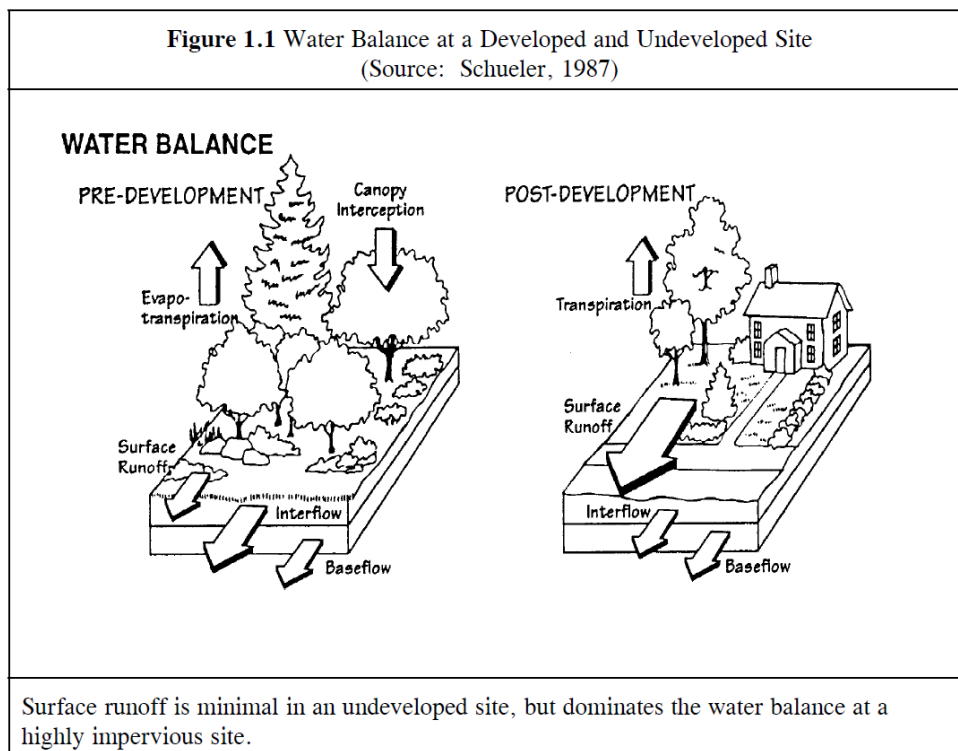 Figure 1.1 Water Balance at a Developed and Undeveloped Site
(Source: Schueler, 1987)
WATER BALANCE
PRE-DEVELOPMENT
Canopy
Interception
Evapo-
transpiration
Surface
Runoff
Interflow
Baseflow
POST-DEVELOPMENT
Transpiration
Surface
Runoff
Interflow
Baseflow
Surface runoff is minimal in an undeveloped site, but dominates the water balance at a
highly impervious site.